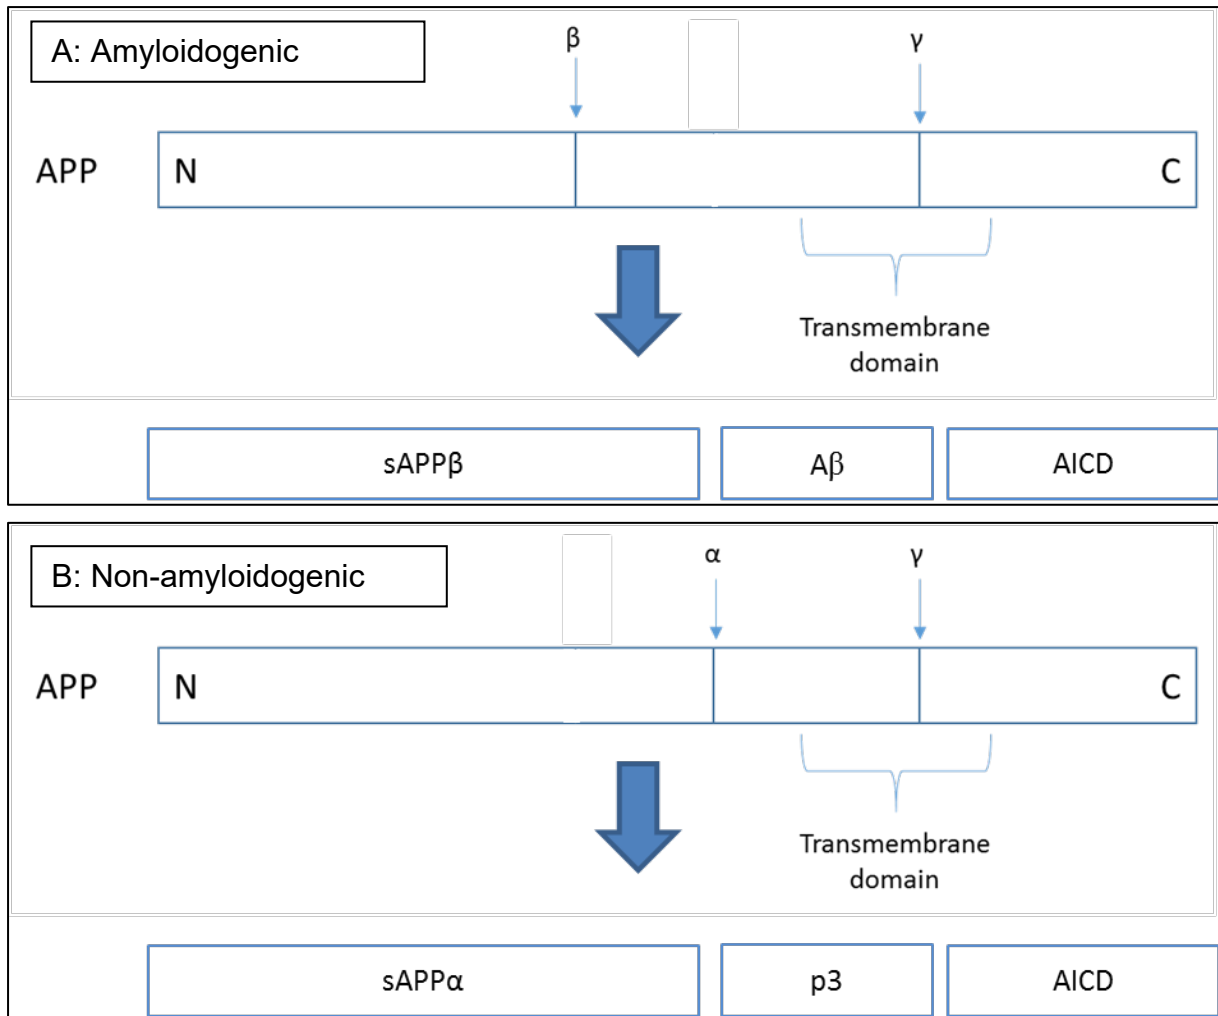 A: Amyloidogenic
β
γ
APP
N
C
Transmembrane
domain
sAPPβ
Aβ
AICD
B: Non-amyloidogenic
α
γ
APP
N
C
Transmembrane
domain
sAPPα
p3
AICD